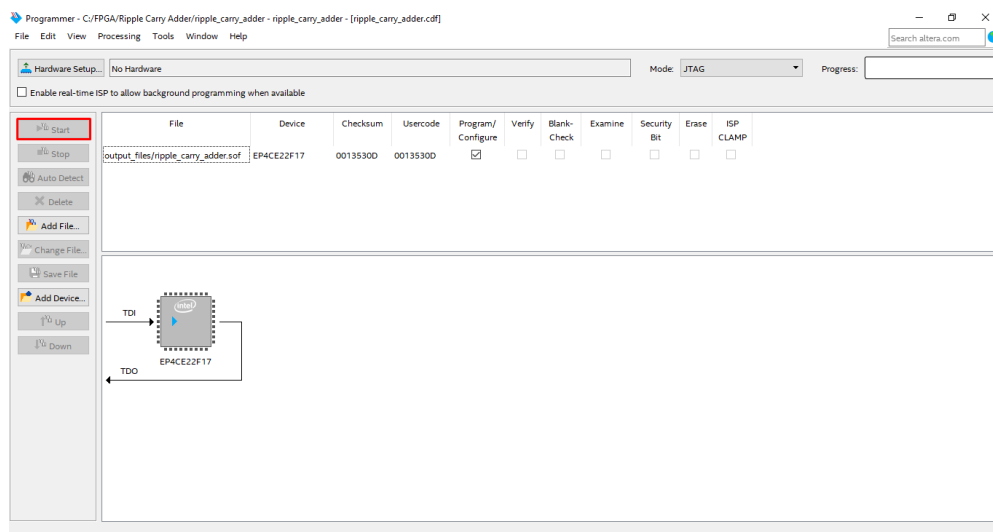 Programmer - C:/FPGA/Ripple Carry Adder/ripple_carry_adder - ripple_carry_adder - [ripple_carry_adder.cdf]
File Edit View Processing Tools Window Help
Search altera.com
Hardware Setup... No Hardware Mode: JTAG Progress:
Enable real-time ISP to allow background programming when available
Start
Stop
Auto Detect
Delete
Add File...
Change File...
Save File
Add Device...
Up
Down
File Device Checksum Usercode Program/ Verify Blank- Examine Security Erase ISP
Configure Check Bit CLAMP
output_files/ripple_carry_adder.sof EP4CE22F17 0013530D 0013530D
TDI
intel
EP4CE22F17
TDO